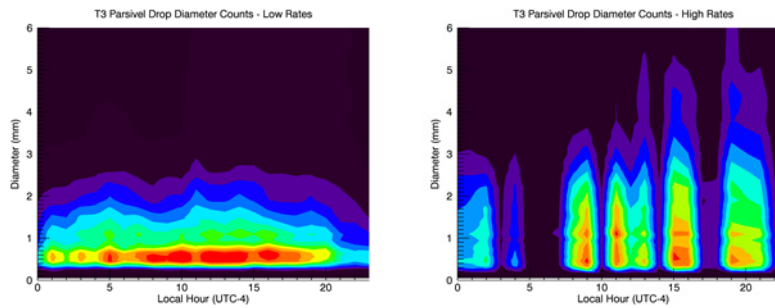 T3 Parsivel Drop Diameter Counts - Low Rates
6
5
4
3
2
1
0
Diameter (mm)
0 5 10 15 20
Local Hour (UTC-4)
T3 Parsivel Drop Diameter Counts - High Rates
6
5
4
3
2
1
0
Diameter (mm)
0 5 10 15 20
Local Hour (UTC-4)